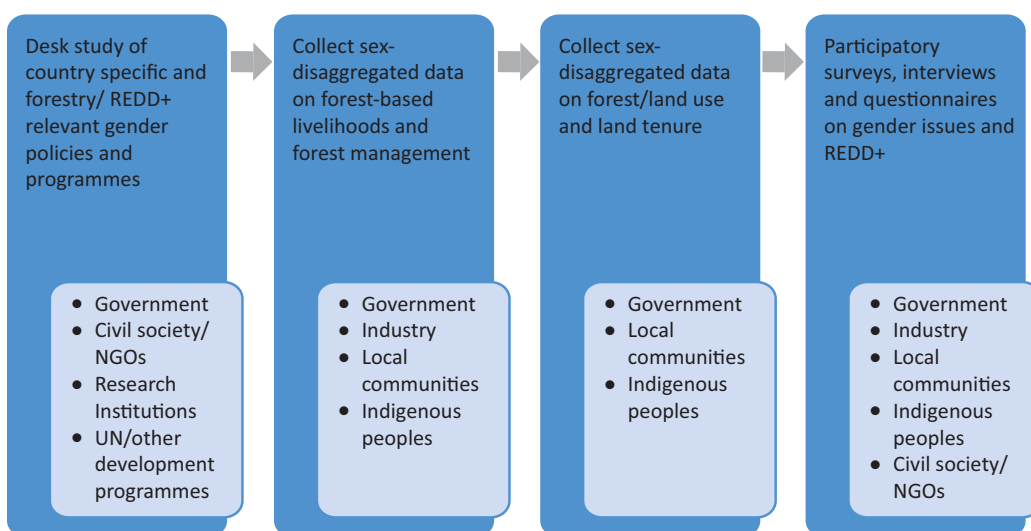 Desk study of
country specific and
forestry/ REDD+
relevant gender
policies and
programmes
● Government
● Civil society/
NGOs
● Research
Institutions
● UN/other
development
programmes
Collect sex-
disaggregated data
on forest-based
livelihoods and
forest management
● Government
● Industry
● Local
communities
● Indigenous
peoples
Collect sex-
disaggregated data
on forest/land use
and land tenure
● Government
● Local
communities
● Indigenous
peoples
Participatory
surveys, interviews
and questionnaires
on gender issues and
REDD+
● Government
● Industry
● Local
communities
● Indigenous
peoples
● Civil society/
NGOs